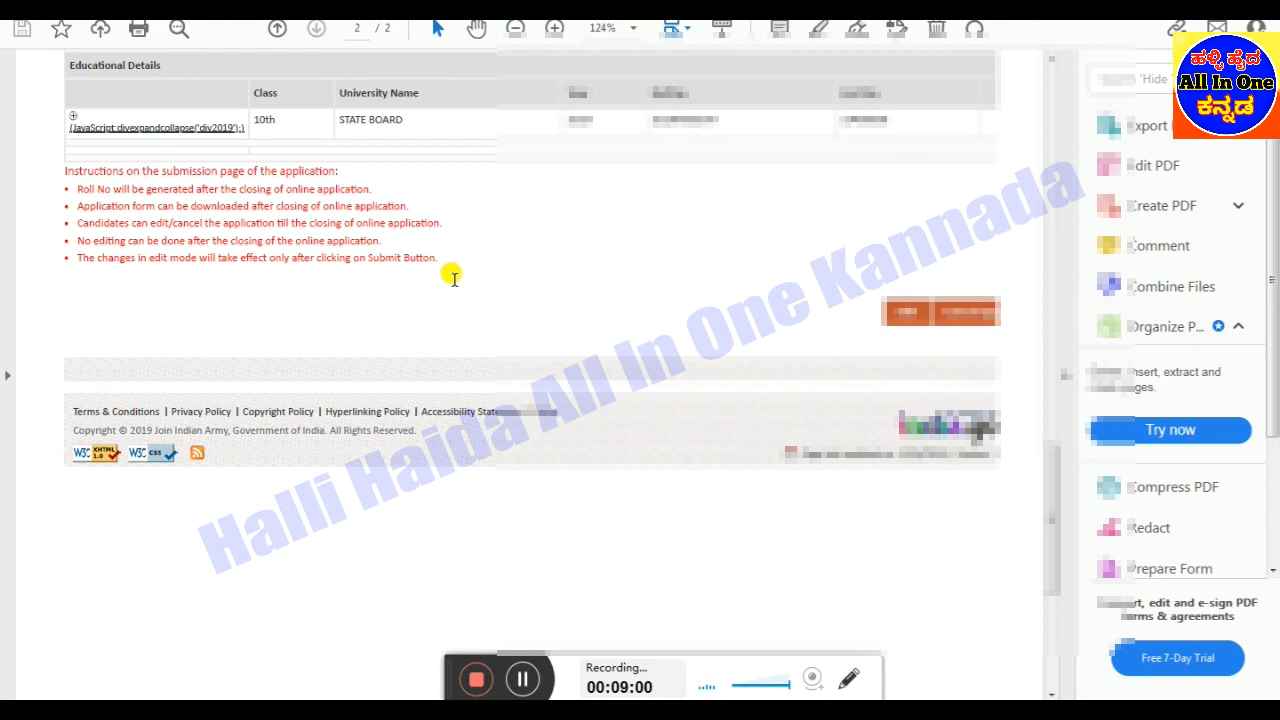 2 / 2
124%
Educational Details
Class University Name
10th STATE BOARD
(JavaScript:divexpandcollapse('div2019');)
Instructions on the submission page of the application:
• Roll No will be generated after the closing of online application.
• Application form can be downloaded after closing of online application.
• Candidates can edit/cancel the application till the closing of online application.
• No editing can be done after the closing of the online application.
• The changes in edit mode will take effect only after clicking on Submit Button.
Terms & Conditions | Privacy Policy | Copyright Policy | Hyperlinking Policy | Accessibility
Copyright © 2019 Join Indian Army, Government of India. All Rights Reserved.
W3C XHTML 1.0 W3C CSS
Halli Haida All In One Kannada
ಹಳ್ಳಿ ಹೈದ
All In One
ಕನ್ನಡ
'Hide
Export
Edit PDF
Create PDF
Comment
Combine Files
Organize P...
insert, extract and
Try now
Compress PDF
Redact
Prepare Form
edit and e-sign PDF
& agreements
Free 7-Day Trial
Recording...
00:09:00